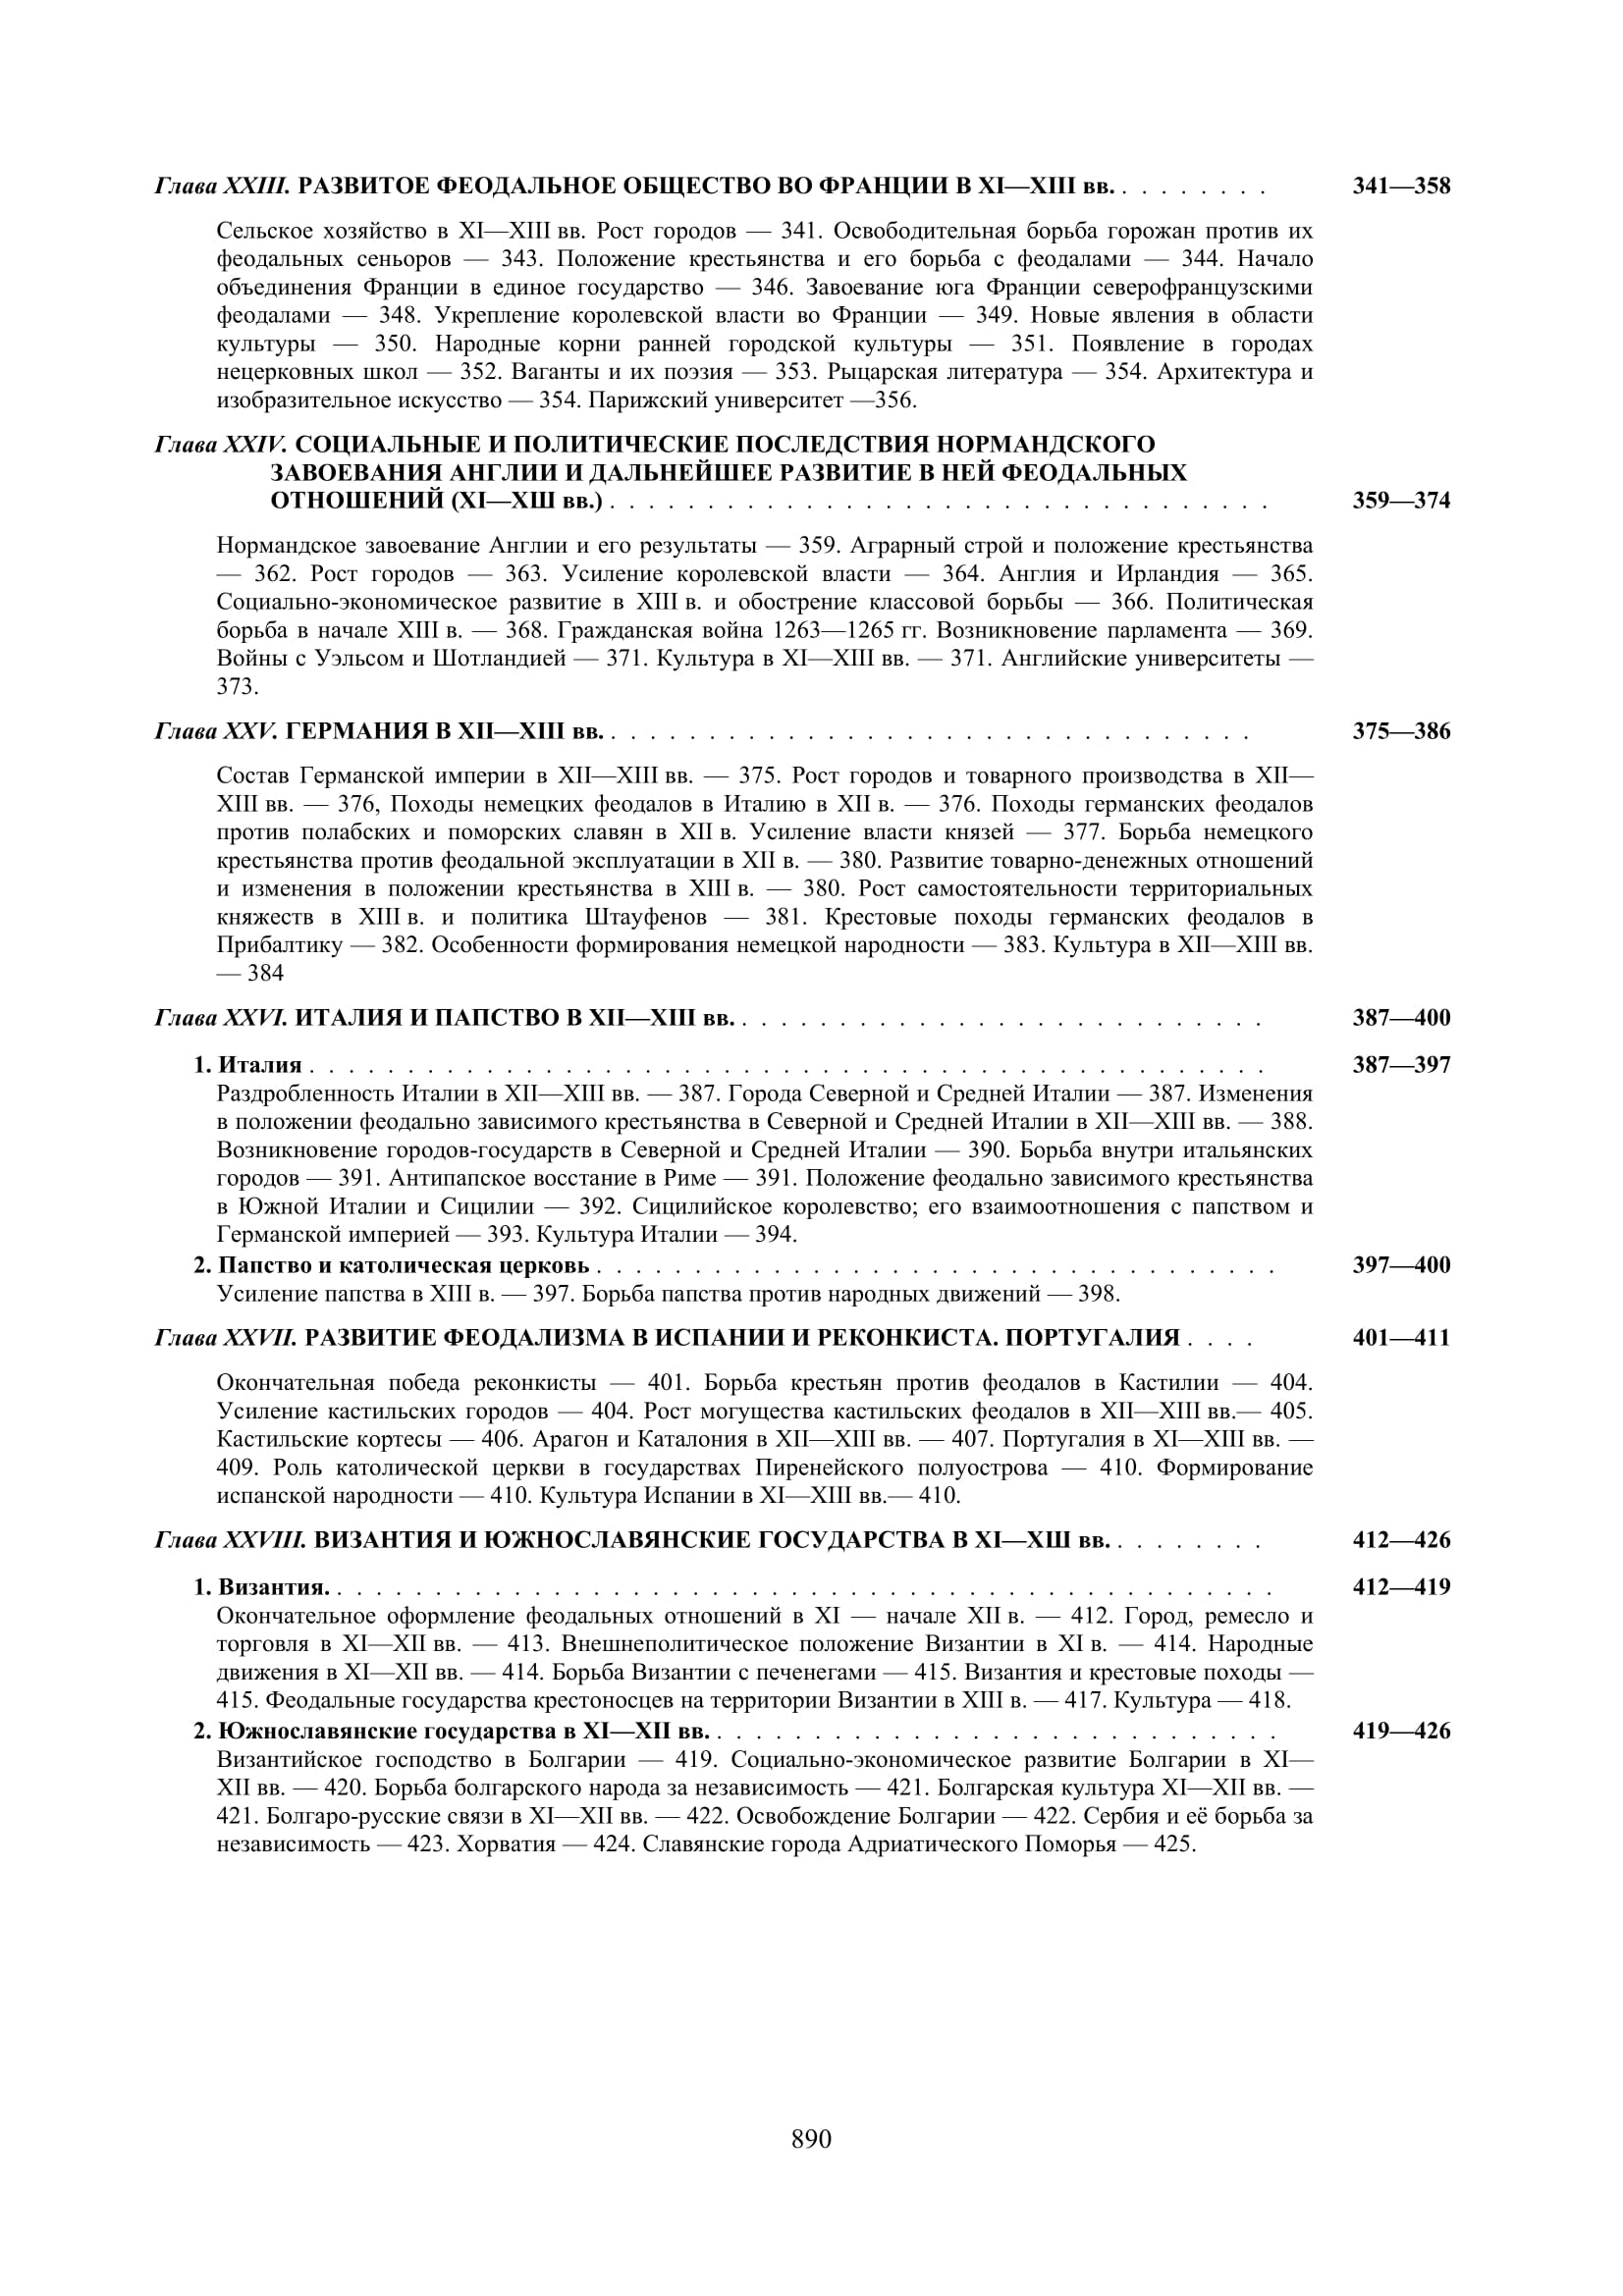 Глава XXIII. РАЗВИТОЕ ФЕОДАЛЬНОЕ ОБЩЕСТВО ВО ФРАНЦИИ В XI—XIII вв. . . . . . . . . 341—358
Сельское хозяйство в XI—XIII вв. Рост городов — 341. Освободительная борьба горожан против их
феодальных сеньоров — 343. Положение крестьянства и его борьба с феодалами — 344. Начало
объединения Франции в единое государство — 346. Завоевание юга Франции северофранцузскими
феодалами — 348. Укрепление королевской власти во Франции — 349. Новые явления в области
культуры — 350. Народные корни ранней городской культуры — 351. Появление в городах
нецерковных школ — 352. Ваганты и их поэзия — 353. Рыцарская литература — 354. Архитектура и
изобразительное искусство — 354. Парижский университет —356.
Глава XXIV. СОЦИАЛЬНЫЕ И ПОЛИТИЧЕСКИЕ ПОСЛЕДСТВИЯ НОРМАНДСКОГО
ЗАВОЕВАНИЯ АНГЛИИ И ДАЛЬНЕЙШЕЕ РАЗВИТИЕ В НЕЙ ФЕОДАЛЬНЫХ
ОТНОШЕНИЙ (XI—XШ вв.) . . . . . . . . . . . . . . . . . . . . . . . . . . . . . . . . . . 359—374
Нормандское завоевание Англии и его результаты — 359. Аграрный строй и положение крестьянства
— 362. Рост городов — 363. Усиление королевской власти — 364. Англия и Ирландия — 365.
Социально-экономическое развитие в XIII в. и обострение классовой борьбы — 366. Политическая
борьба в начале XIII в. — 368. Гражданская война 1263—1265 гг. Возникновение парламента — 369.
Войны с Уэльсом и Шотландией — 371. Культура в XI—XIII вв. — 371. Английские университеты —
373.
Глава XXV. ГЕРМАНИЯ В XII—XIII вв. . . . . . . . . . . . . . . . . . . . . . . . . . . . . . . . . . 375—386
Состав Германской империи в XII—XIII вв. — 375. Рост городов и товарного производства в XII—
XIII вв. — 376, Походы немецких феодалов в Италию в XII в. — 376. Походы германских феодалов
против полабских и поморских славян в XII в. Усиление власти князей — 377. Борьба немецкого
крестьянства против феодальной эксплуатации в XII в. — 380. Развитие товарно-денежных отношений
и изменения в положении крестьянства в XIII в. — 380. Рост самостоятельности территориальных
княжеств в XIII в. и политика Штауфенов — 381. Крестовые походы германских феодалов в
Прибалтику — 382. Особенности формирования немецкой народности — 383. Культура в XII—XIII вв.
— 384
Глава XXVI. ИТАЛИЯ И ПАПСТВО В XII—XIII вв. . . . . . . . . . . . . . . . . . . . . . . . . . . . 387—400
1. Италия . . . . . . . . . . . . . . . . . . . . . . . . . . . . . . . . . . . . . . . . . . . . . . . . . 387—397
Раздробленность Италии в XII—XIII вв. — 387. Города Северной и Средней Италии — 387. Изменения
в положении феодально зависимого крестьянства в Северной и Средней Италии в XII—XIII вв. — 388.
Возникновение городов-государств в Северной и Средней Италии — 390. Борьба внутри итальянских
городов — 391. Антипапское восстание в Риме — 391. Положение феодально зависимого крестьянства
в Южной Италии и Сицилии — 392. Сицилийское королевство; его взаимоотношения с папством и
Германской империей — 393. Культура Италии — 394.
2. Папство и католическая церковь . . . . . . . . . . . . . . . . . . . . . . . . . . . . . . . . . . . 397—400
Усиление папства в XIII в. — 397. Борьба папства против народных движений — 398.
Глава XXVII. РАЗВИТИЕ ФЕОДАЛИЗМА В ИСПАНИИ И РЕКОНКИСТА. ПОРТУГАЛИЯ . . . . 401—411
Окончательная победа реконкисты — 401. Борьба крестьян против феодалов в Кастилии — 404.
Усиление кастильских городов — 404. Рост могущества кастильских феодалов в XII—XIII вв.— 405.
Кастильские кортесы — 406. Арагон и Каталония в XII—XIII вв. — 407. Португалия в XI—XIII вв. —
409. Роль католической церкви в государствах Пиренейского полуострова — 410. Формирование
испанской народности — 410. Культура Испании в XI—XIII вв.— 410.
Глава XXVIII. ВИЗАНТИЯ И ЮЖНОСЛАВЯНСКИЕ ГОСУДАРСТВА В XI—XШ вв. . . . . . . . . 412—426
1. Византия. . . . . . . . . . . . . . . . . . . . . . . . . . . . . . . . . . . . . . . . . . . . . . . . . 412—419
Окончательное оформление феодальных отношений в XI — начале XII в. — 412. Город, ремесло и
торговля в XI—XII вв. — 413. Внешнеполитическое положение Византии в XI в. — 414. Народные
движения в XI—XII вв. — 414. Борьба Византии с печенегами — 415. Византия и крестовые походы —
415. Феодальные государства крестоносцев на территории Византии в XIII в. — 417. Культура — 418.
2. Южнославянские государства в XI—XII вв. . . . . . . . . . . . . . . . . . . . . . . . . . . . . . 419—426
Византийское господство в Болгарии — 419. Социально-экономическое развитие Болгарии в XI—
XII вв. — 420. Борьба болгарского народа за независимость — 421. Болгарская культура XI—XII вв. —
421. Болгаро-русские связи в XI—XII вв. — 422. Освобождение Болгарии — 422. Сербия и её борьба за
независимость — 423. Хорватия — 424. Славянские города Адриатического Поморья — 425.
890